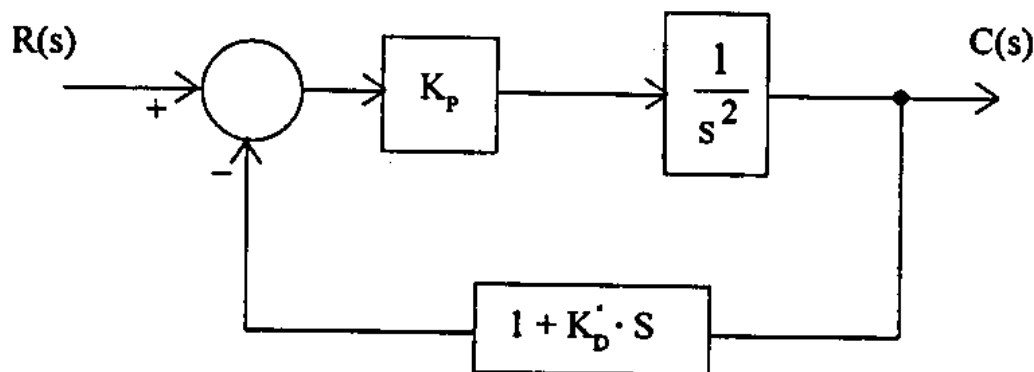 R(s)
C(s)
+
K_P
1
s^2
−
1 + K_D' · S